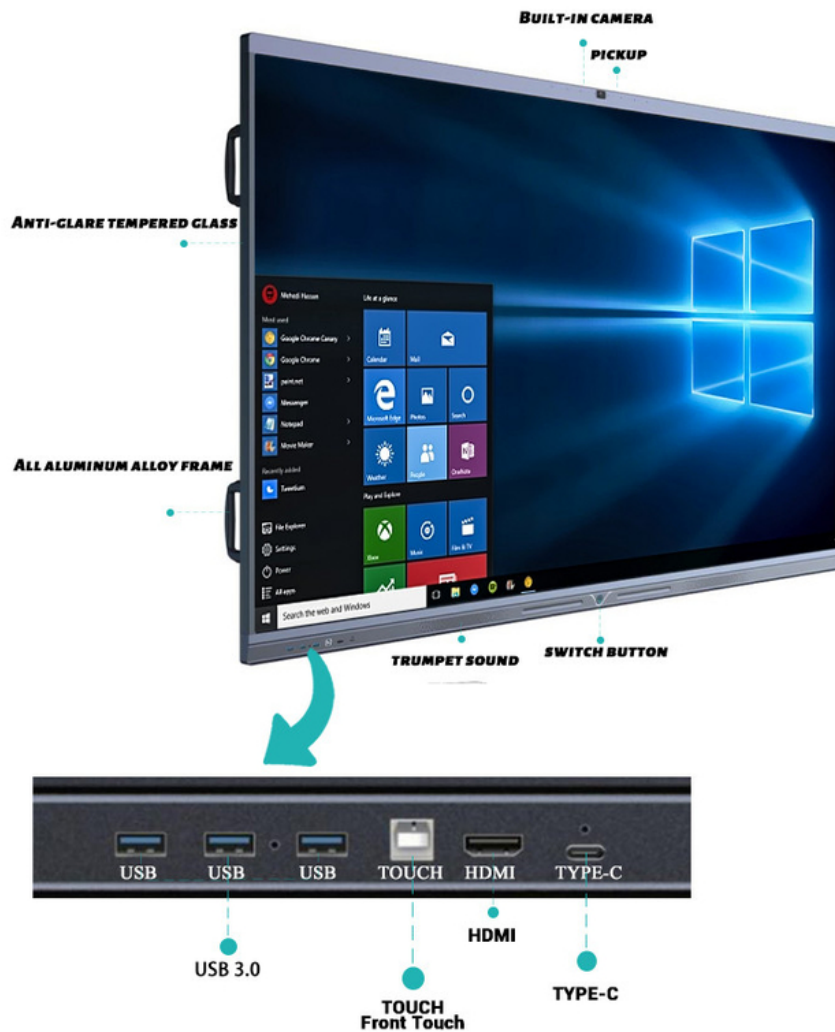 BUILT-IN CAMERA
PICKUP
ANTI-GLARE TEMPERED GLASS
ALL ALUMINUM ALLOY FRAME
Mehedi Hassan
Life at a glance
Most used
Google Chrome Canary
Google Chrome
paint.net
Messenger
Notepad
Movie Maker
Recently added
Tweetium
File Explorer
Settings
Power
All apps
Calendar
Mail
Microsoft Edge
Photos
Search
Weather
People
OneNote
Play and Explore
Xbox
Music
Films & TV
Search the web and Windows
TRUMPET SOUND
SWITCH BUTTON
USB
USB
USB
TOUCH
HDMI
TYPE-C
USB 3.0
HDMI
TOUCH
Front Touch
TYPE-C